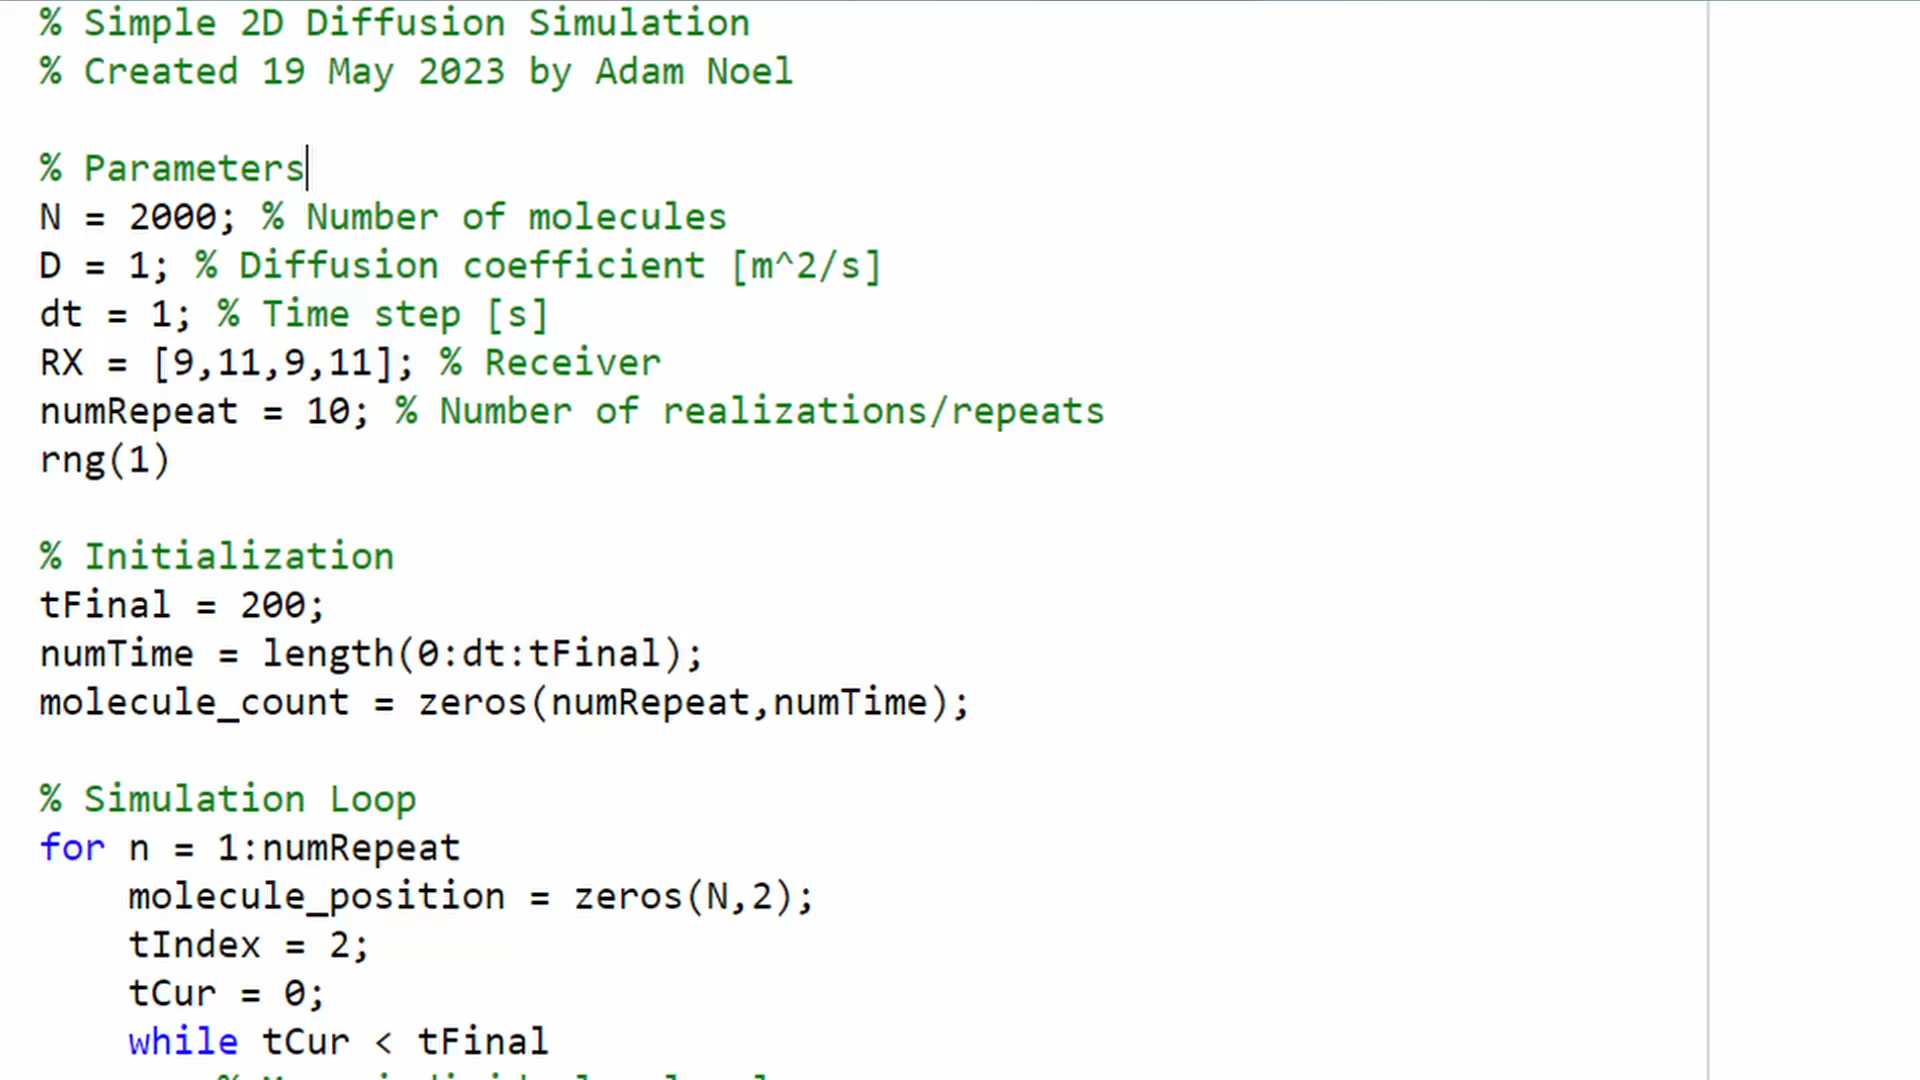 % Simple 2D Diffusion Simulation
% Created 19 May 2023 by Adam Noel
% Parameters
N = 2000; % Number of molecules
D = 1; % Diffusion coefficient [m^2/s]
dt = 1; % Time step [s]
RX = [9,11,9,11]; % Receiver
numRepeat = 10; % Number of realizations/repeats
rng(1)
% Initialization
tFinal = 200;
numTime = length(0:dt:tFinal);
molecule_count = zeros(numRepeat,numTime);
% Simulation Loop
for n = 1:numRepeat
molecule_position = zeros(N,2);
tIndex = 2;
tCur = 0;
while tCur < tFinal